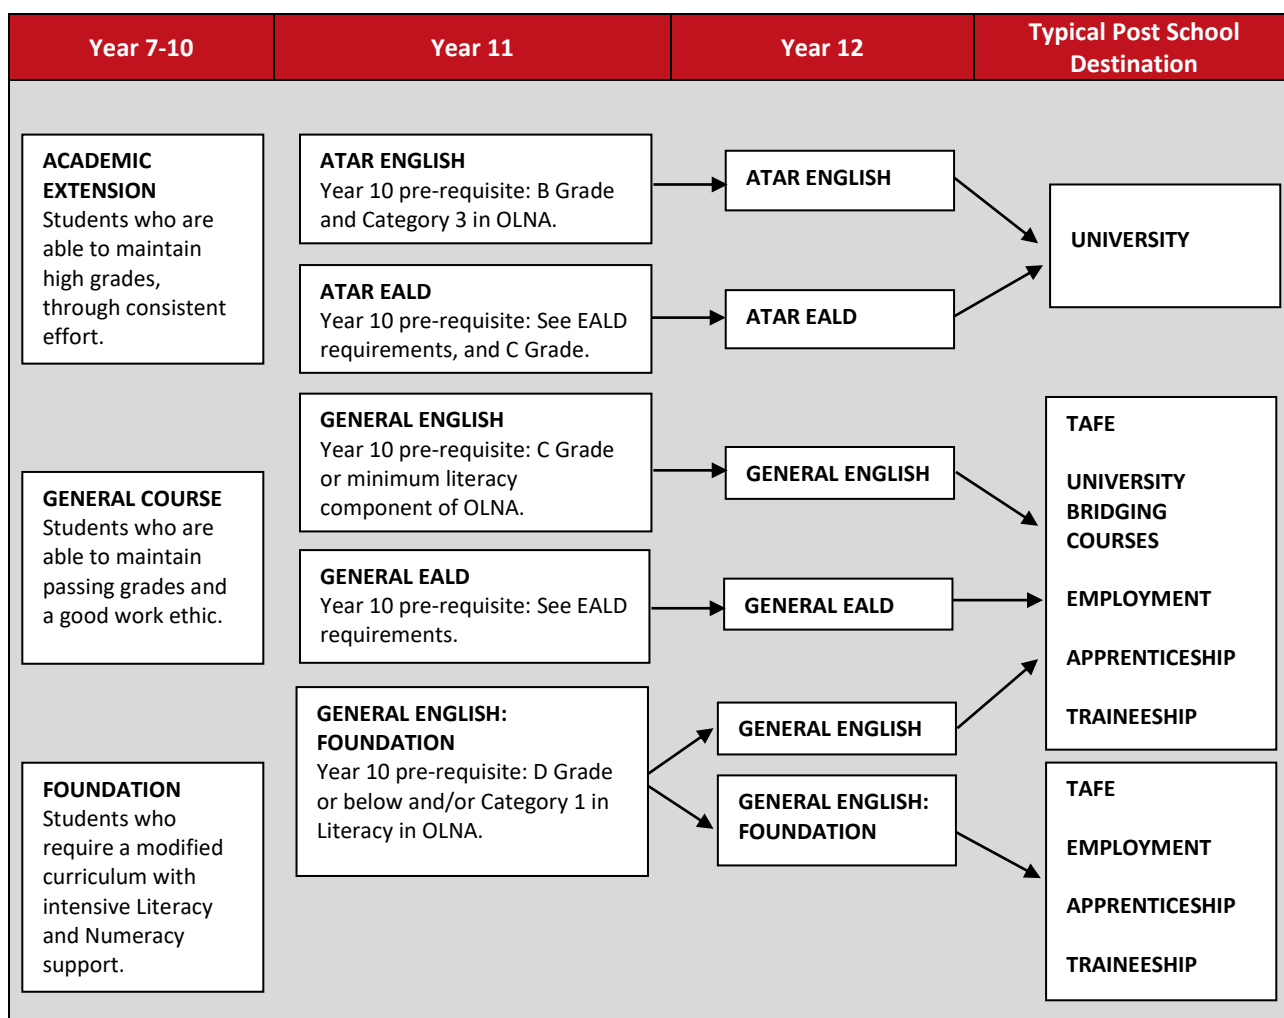 Year 7-10
Year 11
Year 12
Typical Post School
Destination
ACADEMIC
EXTENSION
Students who are
able to maintain
high grades,
through consistent
effort.
GENERAL COURSE
Students who are
able to maintain
passing grades and
a good work ethic.
FOUNDATION
Students who
require a modified
curriculum with
intensive Literacy
and Numeracy
support.
ATAR ENGLISH
Year 10 pre-requisite: B Grade
and Category 3 in OLNA.
ATAR EALD
Year 10 pre-requisite: See EALD
requirements, and C Grade.
GENERAL ENGLISH
Year 10 pre-requisite: C Grade
or minimum literacy
component of OLNA.
GENERAL EALD
Year 10 pre-requisite: See EALD
requirements.
GENERAL ENGLISH:
FOUNDATION
Year 10 pre-requisite: D Grade
or below and/or Category 1 in
Literacy in OLNA.
ATAR ENGLISH
ATAR EALD
GENERAL ENGLISH
GENERAL EALD
GENERAL ENGLISH
GENERAL ENGLISH:
FOUNDATION
UNIVERSITY
TAFE
UNIVERSITY
BRIDGING
COURSES
EMPLOYMENT
APPRENTICESHIP
TRAINEESHIP
TAFE
EMPLOYMENT
APPRENTICESHIP
TRAINEESHIP